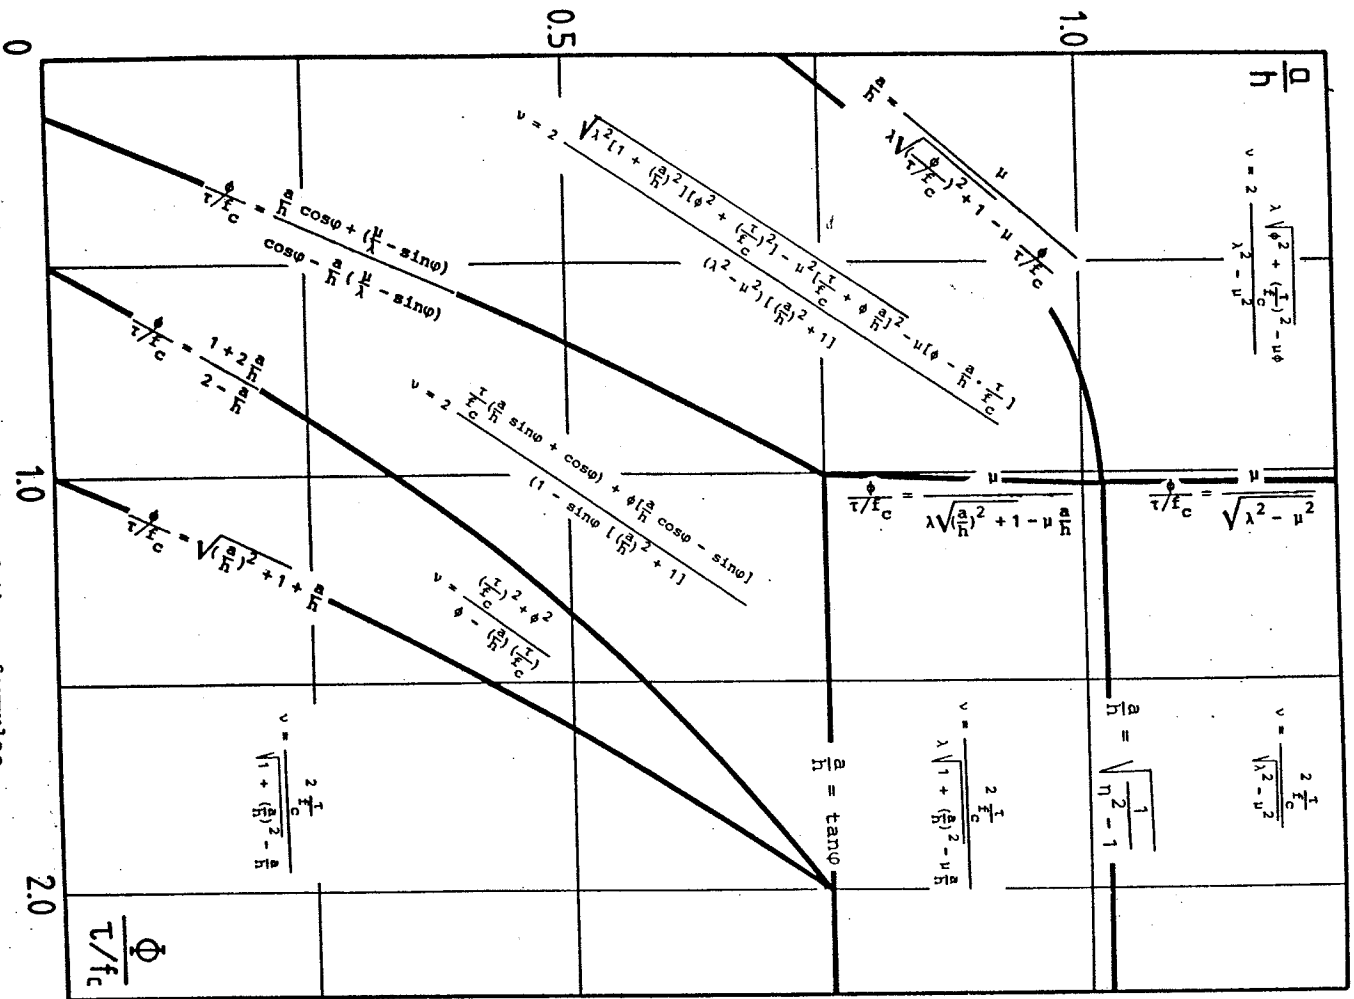 a/h
1.0
0.5
0
1.0
2.0
Φ / τ/f_c
ν = 2 (λ√(φ² + (τ/f_c)² - μφ)) / (λ² - μ²)
a/h = μ / (λ√((φ/(τ/f_c))² + 1 - μ φ/(τ/f_c)))
ν = 2 (√(λ²[1 + (a/h)²][φ² + (τ/f_c)²] - μ²[τ/f_c + φ a/h]²) - μ[φ - a/h · τ/f_c]) / ((λ² - μ²)[(a/h)² + 1])
φ/(τ/f_c) = (a/h cosφ + (μ/λ - sinφ)) / (cosφ - a/h (μ/λ - sinφ))
φ/(τ/f_c) = (1 + 2 a/h) / (2 - a/h)
ν = 2 (τ/f_c (a/h sinφ + cosφ) + φ[a/h cosφ - sinφ]) / (1 - sinφ [(a/h)² + 1]
φ/(τ/f_c) = μ / (λ√((a/h)² + 1) - μ a/h)
φ/(τ/f_c) = μ / √(λ² - μ²)
φ/(τ/f_c) = √((a/h)² + 1) + a/h
ν = ((τ/f_c)² + φ²) / (φ - (a/h)(τ/f_c))
ν = 2 τ/f_c / (√(1 + (a/h)²) - a/h)
a/h = tanφ
ν = 2 τ/f_c / (λ√(1 + (a/h)²) - μ a/h)
a/h = √(1 / (η² - 1))
ν = 2 τ/f_c / √(λ² - μ²)